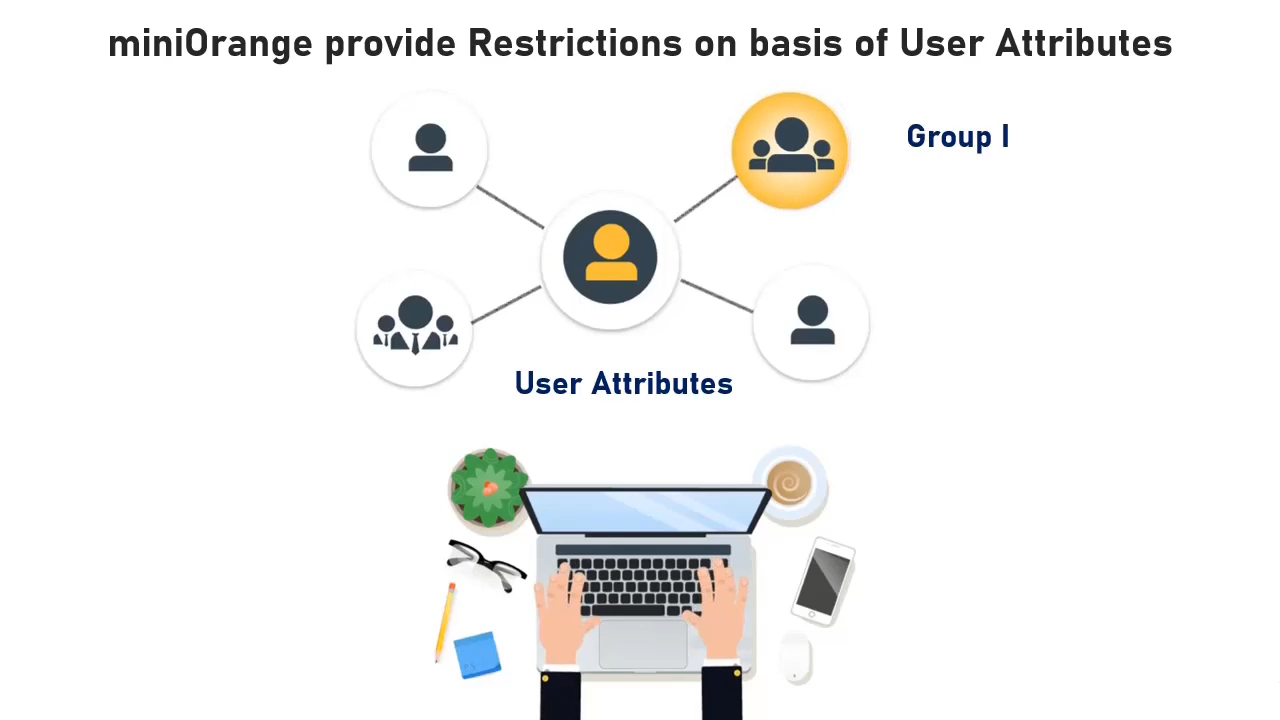 miniOrange provide Restrictions on basis of User Attributes
Group I
User Attributes